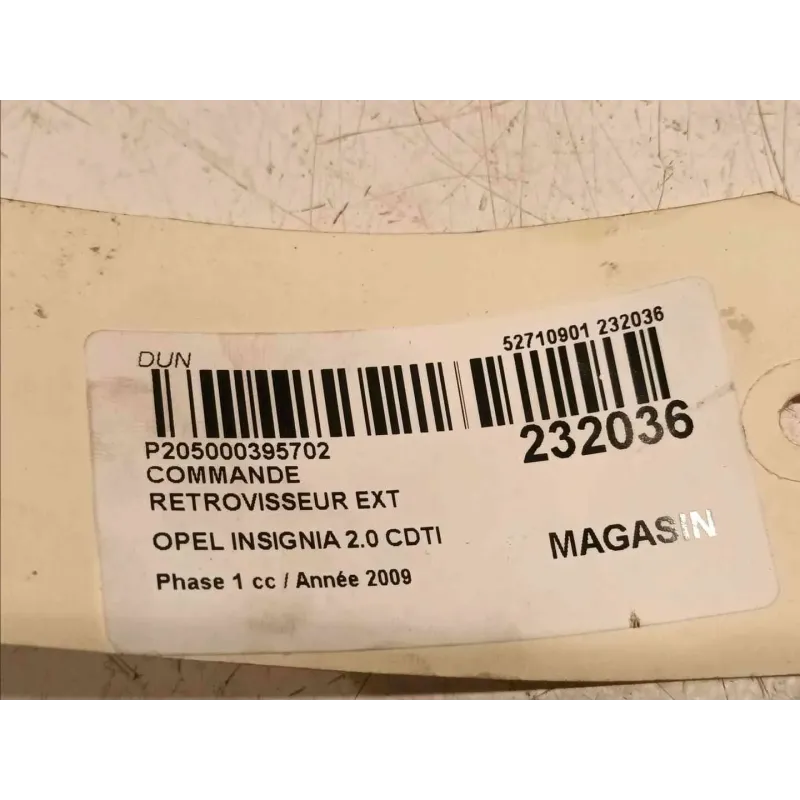 DUN
52710901 232036
P205000395702
232036
COMMANDE
RETROVISSEUR EXT
OPEL INSIGNIA 2.0 CDTI
MAGASIN
Phase 1 cc / Année 2009